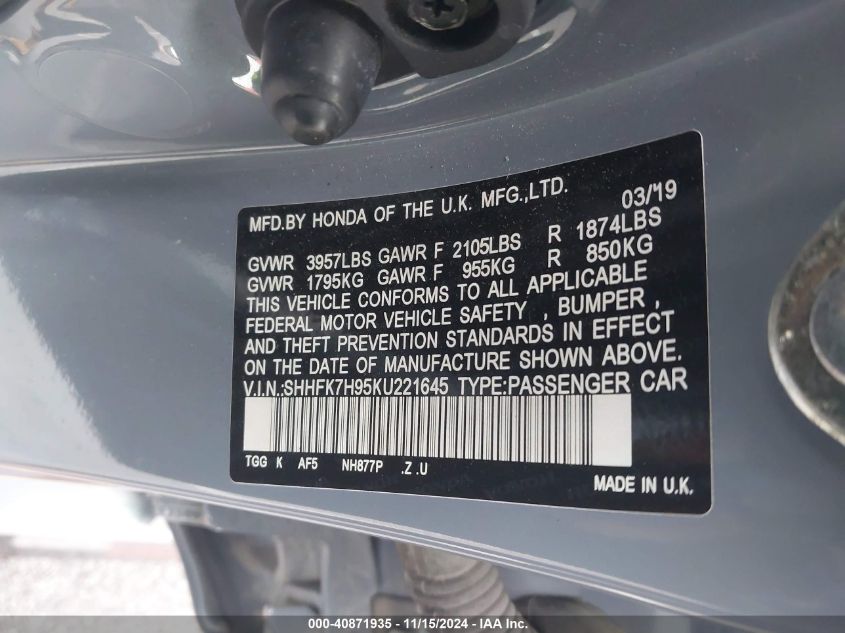 MFD.BY HONDA OF THE U.K. MFG.,LTD. 03/'19
GVWR 3957LBS GAWR F 2105LBS R 1874LBS
GVWR 1795KG GAWR F 955KG R 850KG
THIS VEHICLE CONFORMS TO ALL APPLICABLE
FEDERAL MOTOR VEHICLE SAFETY , BUMPER ,
AND THEFT PREVENTION STANDARDS IN EFFECT
ON THE DATE OF MANUFACTURE SHOWN ABOVE.
V.I.N.:SHHFK7H95KU221645 TYPE:PASSENGER CAR
TGG K AF5 NH877P .Z .U
MADE IN U.K.
000-40871935 - 11/15/2024 - IAA Inc.